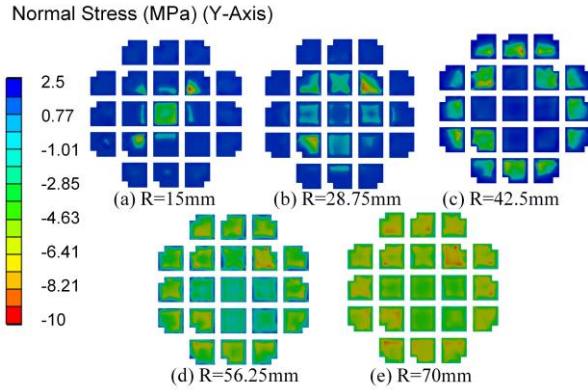 Normal Stress (MPa) (Y-Axis)
2.5
0.77
-1.01
-2.85
-4.63
-6.41
-8.21
-10
(a) R=15mm
(b) R=28.75mm
(c) R=42.5mm
(d) R=56.25mm
(e) R=70mm